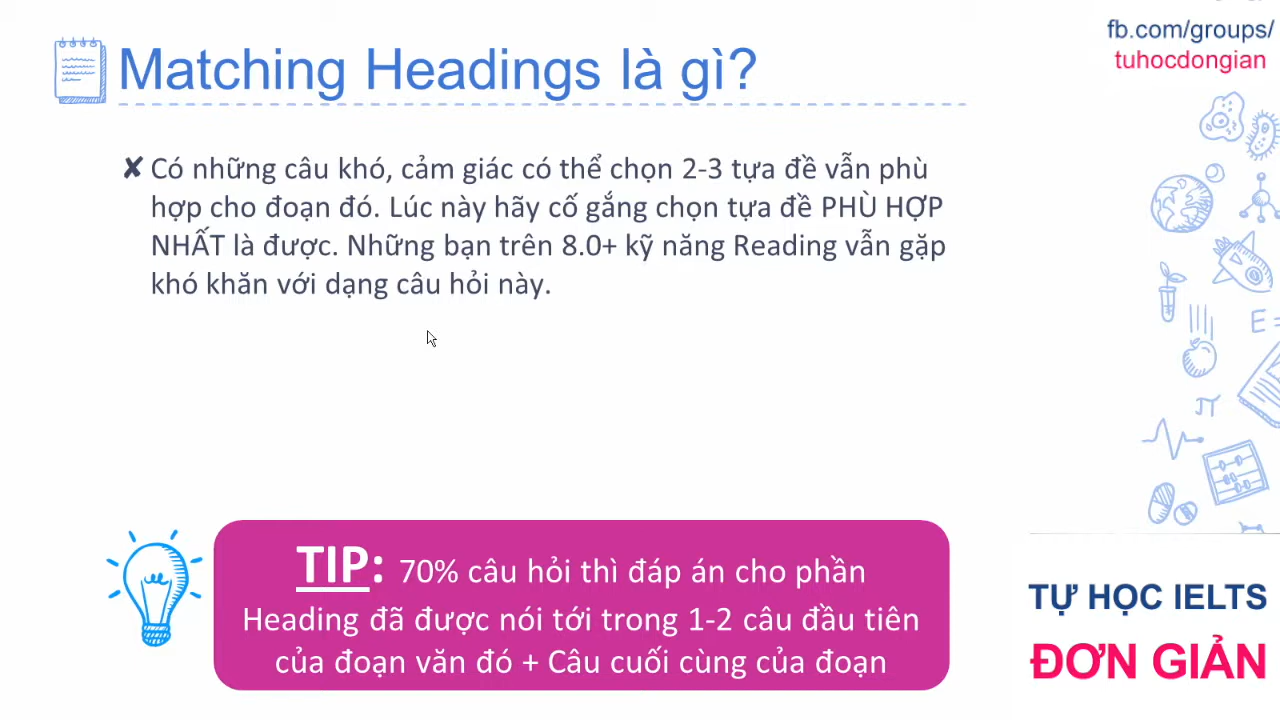 fb.com/groups/
tuhocdongian
Matching Headings là gì?
✘ Có những câu khó, cảm giác có thể chọn 2-3 tựa đề vẫn phù
hợp cho đoạn đó. Lúc này hãy cố gắng chọn tựa đề PHÙ HỢP
NHẤT là được. Những bạn trên 8.0+ kỹ năng Reading vẫn gặp
khó khăn với dạng câu hỏi này.
E=
π
TIP: 70% câu hỏi thì đáp án cho phần
Heading đã được nói tới trong 1-2 câu đầu tiên
của đoạn văn đó + Câu cuối cùng của đoạn
TỰ HỌC IELTS
ĐƠN GIẢN